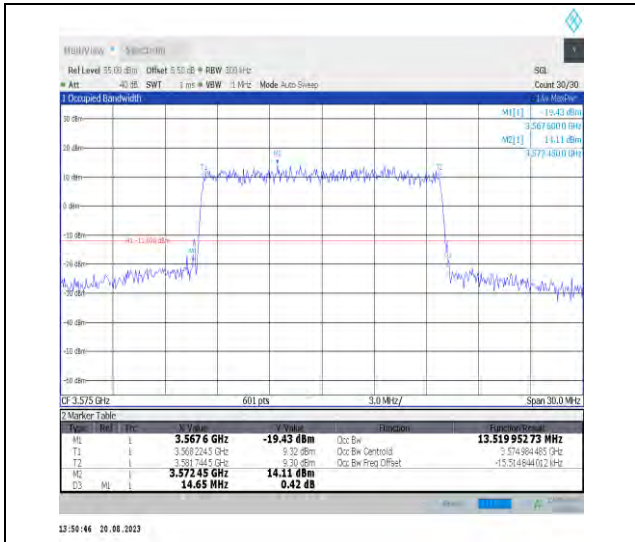 MultiView Spectrum
Ref Level 35.00 dBm Offset 5.50 dB RBW 300 kHz SGL
Att 40 dB SWT 1 ms VBW 1 MHz Mode Auto Sweep Count 30/30
1 Occupied Bandwidth
M1[1] -19.43 dBm
30 dBm
3.5676000 GHz
M2[1] 14.11 dBm
20 dBm
3.5724500 GHz
M2
T1
T2
10 dBm
0 dBm
-10 dBm
H1
-20 dBm
-30 dBm
-40 dBm
-50 dBm
CF 3.575 GHz 601 pts 3.0 MHz/ Span 30.0 MHz
2 Marker Table
Type Ref Trc X Value Y Value Function Function Result
M1 1 3.5676 GHz -19.43 dBm Occ Bw 13.51995273 MHz
T1 1 3.5682245 GHz 9.32 dBm Occ Bw Centroid 3.574984485 GHz
T2 1 3.5817445 GHz 9.30 dBm Occ Bw Freq Offset -15.514644012 kHz
M2 1 3.57245 GHz 14.11 dBm
D3 M1 1 14.65 MHz 0.42 dB
13:50:46 20.08.2023